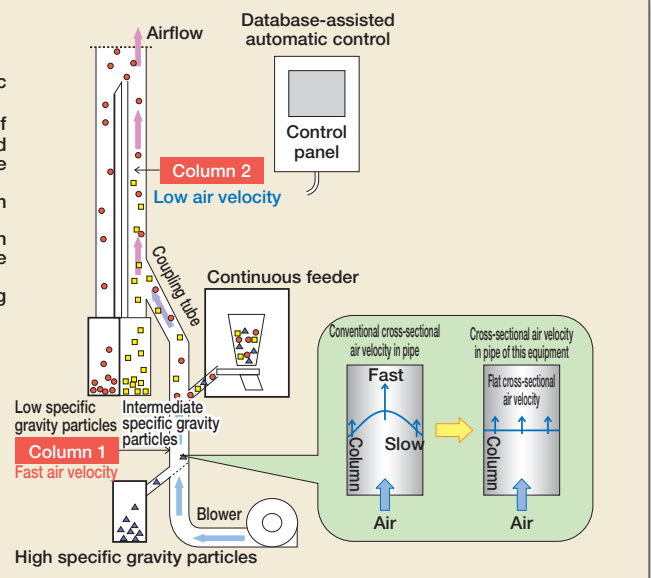 Database-assisted
automatic control
Airflow
c
f
d
e
n
n
e
g
Control
panel
Column 2
Low air velocity
Coupling tube
Continuous feeder
Conventional cross-sectional
air velocity in pipe
Fast
Slow
Column
Air
Cross-sectional air velocity
in pipe of this equipment
Flat cross-sectional
air velocity
Column
Air
Low specific
gravity particles
Intermediate
specific gravity
particles
Column 1
Fast air velocity
Blower
High specific gravity particles